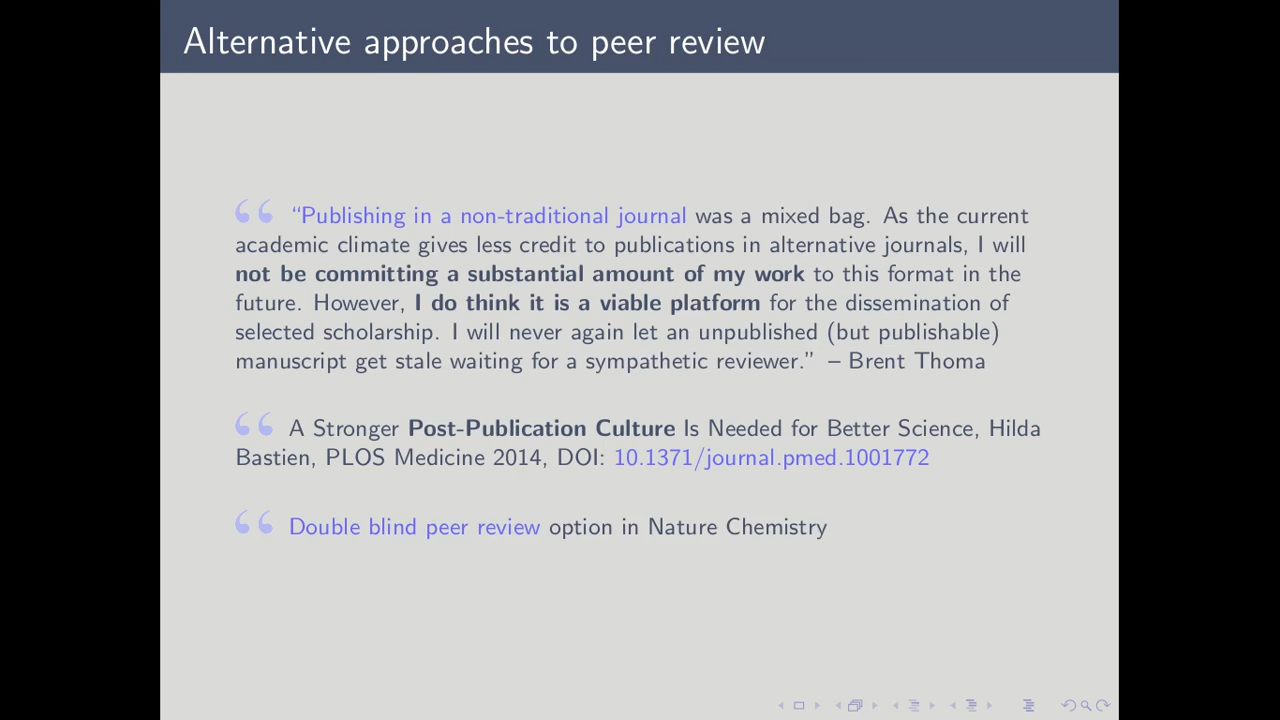 Alternative approaches to peer review
“ “Publishing in a non-traditional journal was a mixed bag. As the current
academic climate gives less credit to publications in alternative journals, I will
not be committing a substantial amount of my work to this format in the
future. However, I do think it is a viable platform for the dissemination of
selected scholarship. I will never again let an unpublished (but publishable)
manuscript get stale waiting for a sympathetic reviewer.” – Brent Thoma
“ A Stronger Post-Publication Culture Is Needed for Better Science, Hilda
Bastien, PLOS Medicine 2014, DOI: 10.1371/journal.pmed.1001772
“ Double blind peer review option in Nature Chemistry